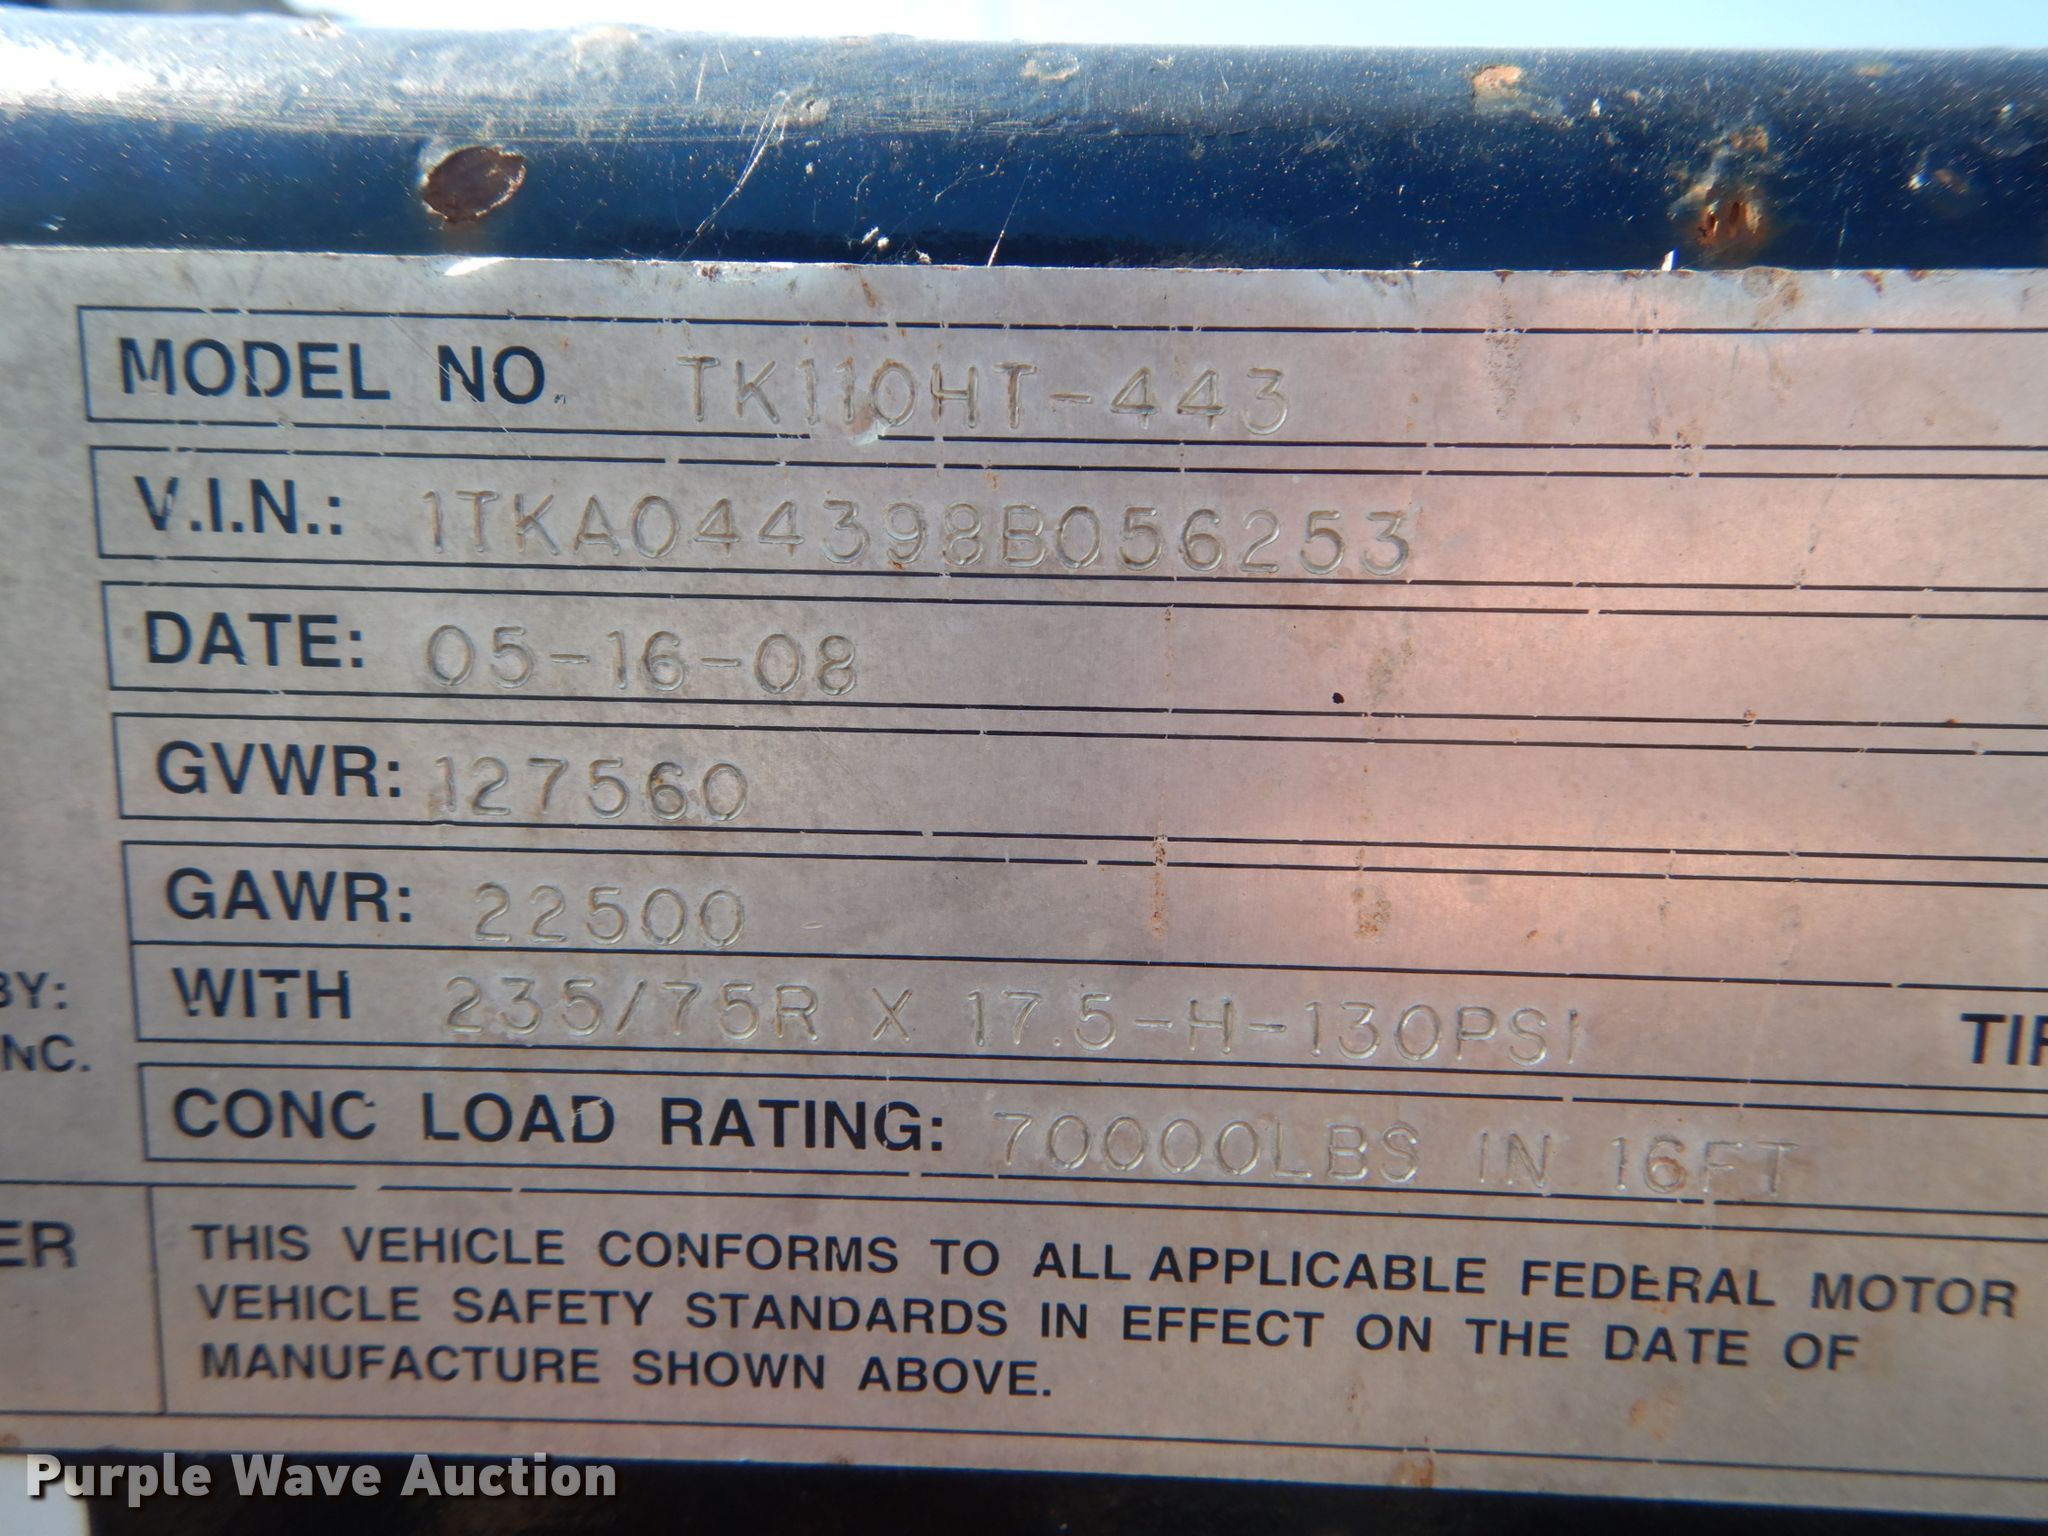 MODEL NO. TK110HT-443
V.I.N.: 1TKA044398B056253
DATE: 05-16-08
GVWR: 127560
GAWR: 22500
BY:
WITH 235/75R X 17.5-H-130PSI
NC.
CONC LOAD RATING: 70000LBS IN 16FT
ER
THIS VEHICLE CONFORMS TO ALL APPLICABLE FEDERAL MOTOR
VEHICLE SAFETY STANDARDS IN EFFECT ON THE DATE OF
MANUFACTURE SHOWN ABOVE.
Purple Wave Auction